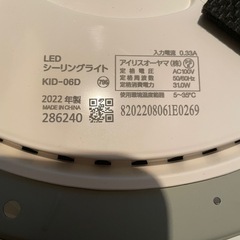 入力電流 0.33A
LED
シーリングライト
KID-06D
2022 年製
MADE IN CHINA
286240
アイリスオーヤマ(株)
定格電圧 AC100V
定格周波数 50/60Hz
定格消費電力 31.0W
使用環境温度範囲 5~35℃
8202208061E0269